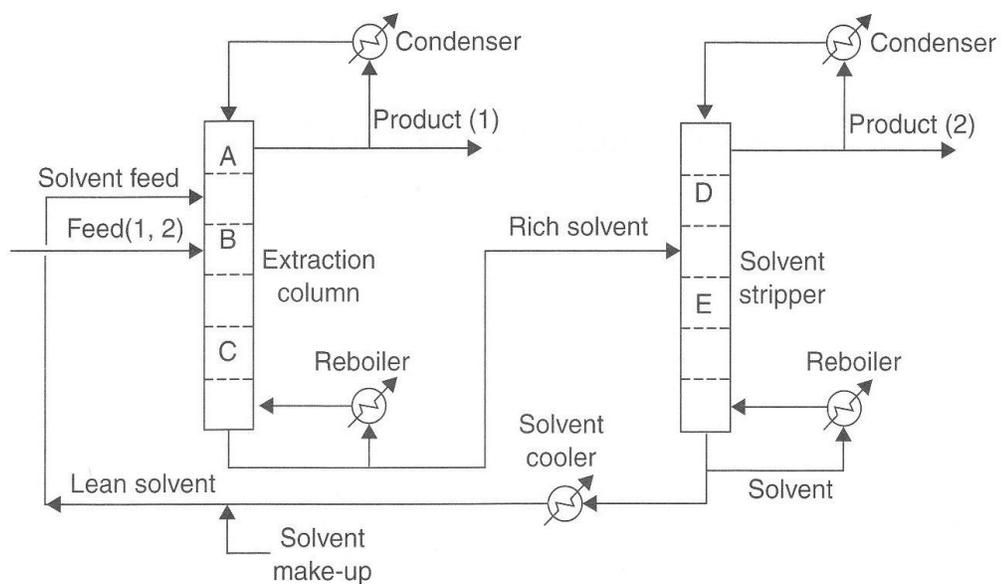 Condenser
Condenser
Product (1)
Product (2)
A
Solvent feed
D
Feed(1, 2)
B
Rich solvent
Extraction
column
Solvent
stripper
E
C
Reboiler
Reboiler
Solvent
cooler
Lean solvent
Solvent
Solvent
make-up